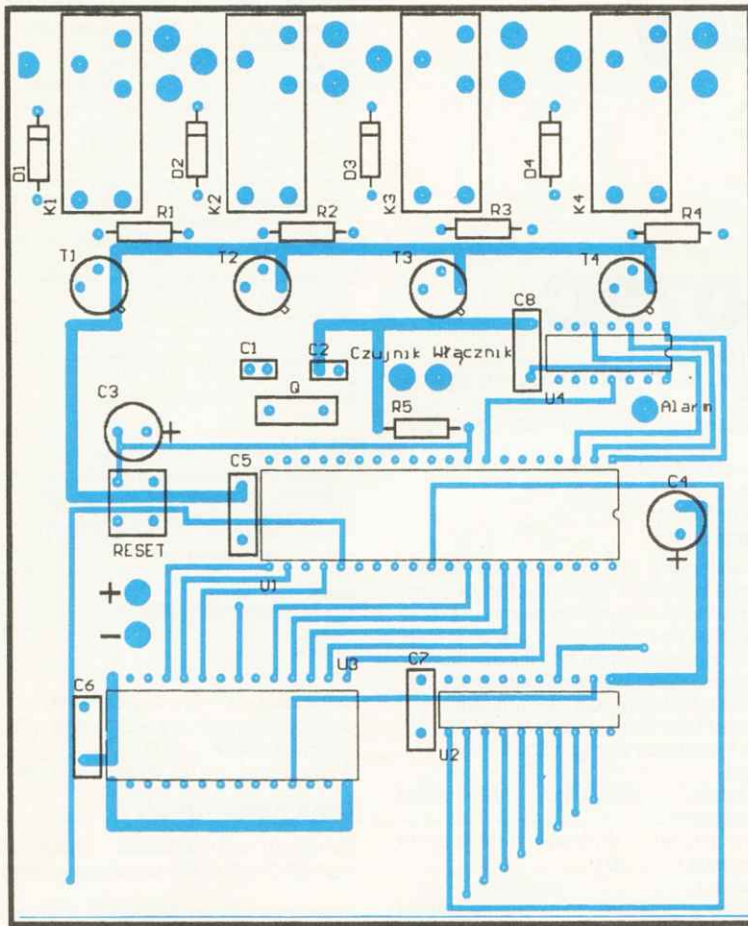 D1
K1
D2
K2
D3
K3
D4
K4
R1
R2
R3
R4
T1
T2
T3
T4
C8
C1
C2
Czujnik Włącznik
Q
C3
+
R5
U4
Alarm
C5
C4
+
RESET
U1
+
-
U3
C7
C6
U2